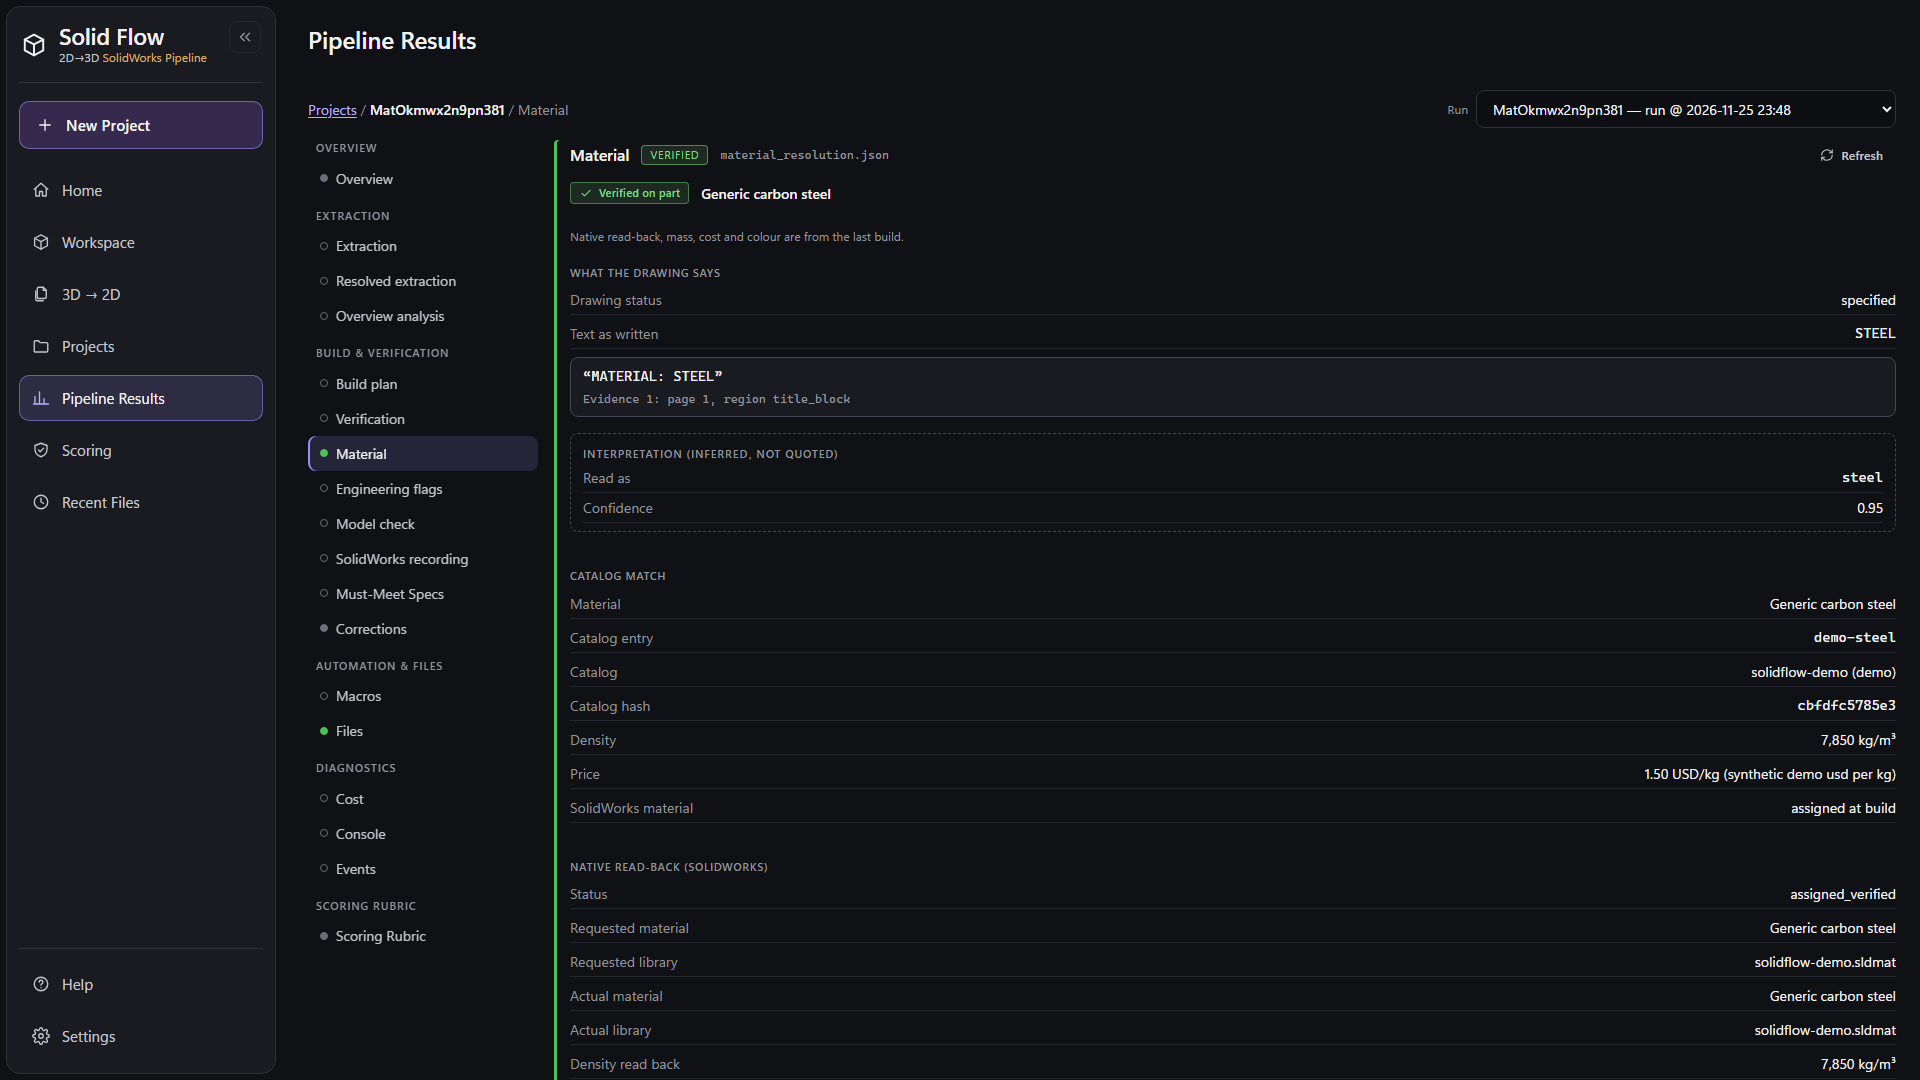 Solid Flow
2D→3D SolidWorks Pipeline
New Project
Home
Workspace
3D → 2D
Projects
Pipeline Results
Scoring
Recent Files
Help
Settings
Pipeline Results
Projects / MatOkmwx2n9pn381 / Material
Run
MatOkmwx2n9pn381 — run @ 2026-11-25 23:48
OVERVIEW
Overview
EXTRACTION
Extraction
Resolved extraction
Overview analysis
BUILD & VERIFICATION
Build plan
Verification
Material
Engineering flags
Model check
SolidWorks recording
Must-Meet Specs
Corrections
AUTOMATION & FILES
Macros
Files
DIAGNOSTICS
Cost
Console
Events
SCORING RUBRIC
Scoring Rubric
Material VERIFIED material_resolution.json
Refresh
Verified on part Generic carbon steel
Native read-back, mass, cost and colour are from the last build.
WHAT THE DRAWING SAYS
Drawing status specified
Text as written STEEL
“MATERIAL: STEEL”
Evidence 1: page 1, region title_block
INTERPRETATION (INFERRED, NOT QUOTED)
Read as steel
Confidence 0.95
CATALOG MATCH
Material Generic carbon steel
Catalog entry demo-steel
Catalog solidflow-demo (demo)
Catalog hash cbfdfc5785e3
Density 7,850 kg/m³
Price 1.50 USD/kg (synthetic demo usd per kg)
SolidWorks material assigned at build
NATIVE READ-BACK (SOLIDWORKS)
Status assigned_verified
Requested material Generic carbon steel
Requested library solidflow-demo.sldmat
Actual material Generic carbon steel
Actual library solidflow-demo.sldmat
Density read back 7,850 kg/m³